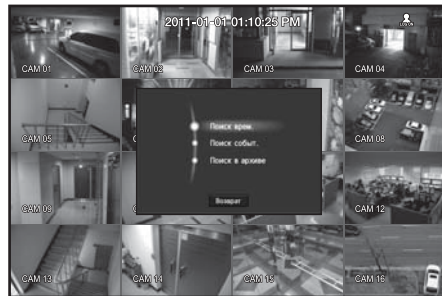 2011-01-01 01:10:25 PM
LOG ON
CAM 01
CAM 02
CAM 03
CAM 04
CAM 05
Поиск врем.
Поиск событ.
Поиск в архиве
Возврат
CAM 08
CAM 09
CAM 12
CAM 13
CAM 14
CAM 15
CAM 16